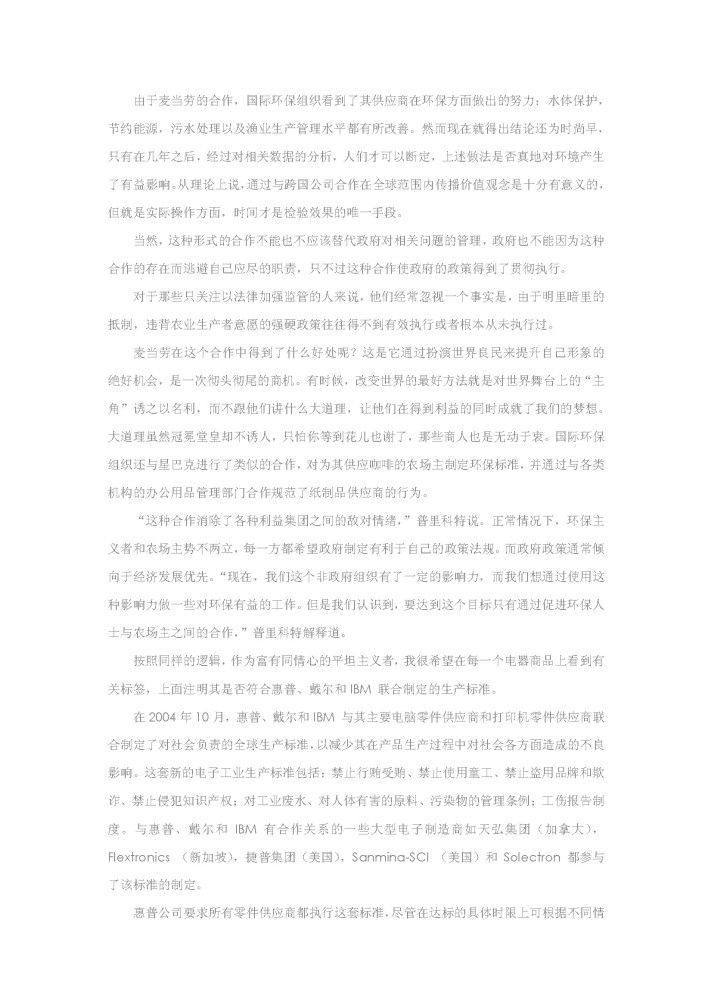 由于麦当劳的合作，国际环保组织看到了其供应商在环保方面做出的努力：水体保护，
节约能源，污水处理以及渔业生产管理水平都有所改善。然而现在就得出结论还为时尚早，
只有在几年之后，经过对相关数据的分析，人们才可以断定，上述做法是否真地对环境产生
了有益影响。从理论上说，通过与跨国公司合作在全球范围内传播价值观念是十分有意义的，
但就是实际操作方面，时间才是检验效果的唯一手段。
当然，这种形式的合作不能也不应该替代政府对相关问题的管理，政府也不能因为这种
合作的存在而逃避自己应尽的职责，只不过这种合作使政府的政策得到了贯彻执行。
对于那些只关注以法律加强监管的人来说，他们经常忽视一个事实是，由于明里暗里的
抵制，违背农业生产者意愿的强硬政策往往得不到有效执行或者根本从未执行过。
麦当劳在这个合作中得到了什么好处呢？这是它通过扮演世界良民来提升自己形象的
绝好机会，是一次彻头彻尾的商机。有时候，改变世界的最好方法就是对世界舞台上的“主
角”诱之以名利，而不跟他们讲什么大道理，让他们在得到利益的同时成就了我们的梦想。
大道理虽然冠冕堂皇却不诱人，只怕你等到花儿也谢了，那些商人也是无动于衷。国际环保
组织还与星巴克进行了类似的合作，对为其供应咖啡的农场主制定环保标准，并通过与各类
机构的办公用品管理部门合作规范了纸制品供应商的行为。
“这种合作消除了各种利益集团之间的敌对情绪，”普里科特说。正常情况下，环保主
义者和农场主势不两立，每一方都希望政府制定有利于自己的政策法规。而政府政策通常倾
向于经济发展优先。“现在，我们这个非政府组织有了一定的影响力，而我们想通过使用这
种影响力做一些对环保有益的工作。但是我们认识到，要达到这个目标只有通过促进环保人
士与农场主之间的合作，”普里科特解释道。
按照同样的逻辑，作为富有同情心的平坦主义者，我很希望在每一个电器商品上看到有
关标签，上面注明其是否符合惠普、戴尔和 IBM 联合制定的生产标准。
在 2004 年 10 月，惠普、戴尔和 IBM 与其主要电脑零件供应商和打印机零件供应商联
合制定了对社会负责的全球生产标准，以减少其在产品生产过程中对社会各方面造成的不良
影响。这套新的电子工业生产标准包括：禁止行贿受贿、禁止使用童工、禁止盗用品牌和欺
诈、禁止侵犯知识产权；对工业废水、对人体有害的原料、污染物的管理条例；工伤报告制
度。与惠普、戴尔和 IBM 有合作关系的一些大型电子制造商如天弘集团（加拿大），
Flextronics （新加坡），捷普集团（美国），Sanmina-SCI （美国）和 Solectron 都参与
了该标准的制定。
惠普公司要求所有零件供应商都执行这套标准，尽管在达标的具体时限上可根据不同情